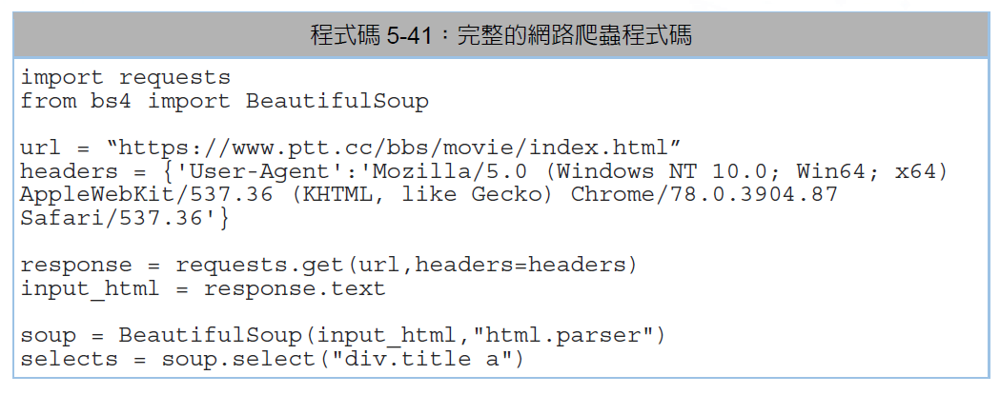 程式碼 5-41：完整的網路爬蟲程式碼
import requests
from bs4 import BeautifulSoup
url = “https://www.ptt.cc/bbs/movie/index.html”
headers = {'User-Agent':'Mozilla/5.0 (Windows NT 10.0; Win64; x64)
AppleWebKit/537.36 (KHTML, like Gecko) Chrome/78.0.3904.87
Safari/537.36'}
response = requests.get(url,headers=headers)
input_html = response.text
soup = BeautifulSoup(input_html,"html.parser")
selects = soup.select("div.title a")